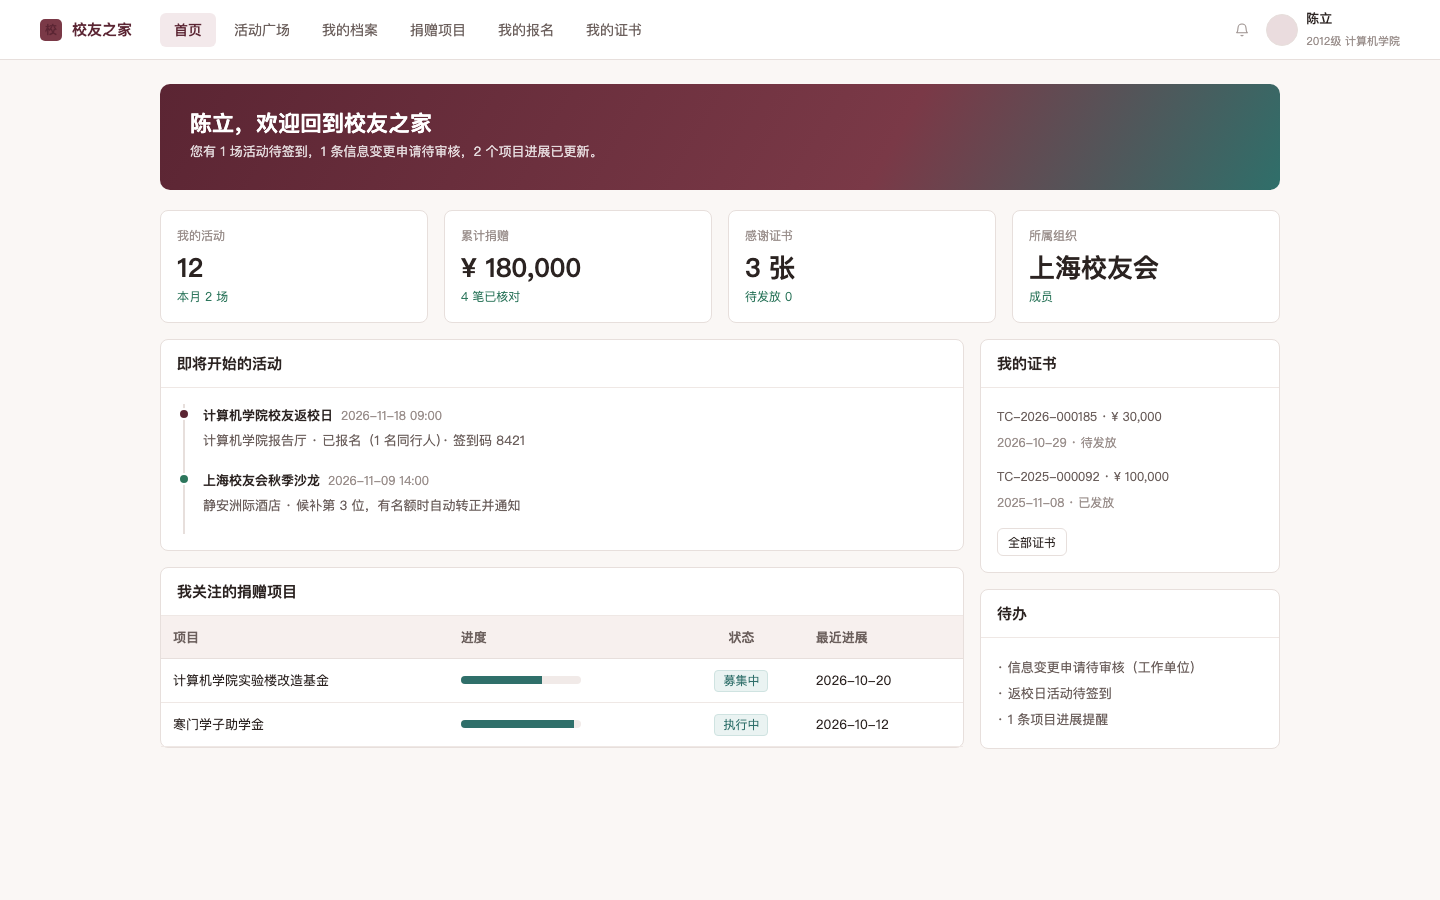 校 校友之家 首页 活动广场 我的档案 捐赠项目 我的报名 我的证书 陈立
2012级 计算机学院
陈立，欢迎回到校友之家
您有 1 场活动待签到，1 条信息变更申请待审核，2 个项目进展已更新。
我的活动
12
本月 2 场
累计捐赠
¥ 180,000
4 笔已核对
感谢证书
3 张
待发放 0
所属组织
上海校友会
成员
即将开始的活动
计算机学院校友返校日 2026-11-18 09:00
计算机学院报告厅 · 已报名（1 名同行人）· 签到码 8421
上海校友会秋季沙龙 2026-11-09 14:00
静安洲际酒店 · 候补第 3 位，有名额时自动转正并通知
我关注的捐赠项目
项目 进度 状态 最近进展
计算机学院实验楼改造基金 募集中 2026-10-20
寒门学子助学金 执行中 2026-10-12
我的证书
TC-2026-000185 · ¥ 30,000
2026-10-29 · 待发放
TC-2025-000092 · ¥ 100,000
2025-11-08 · 已发放
全部证书
待办
· 信息变更申请待审核（工作单位）
· 返校日活动待签到
· 1 条项目进展提醒